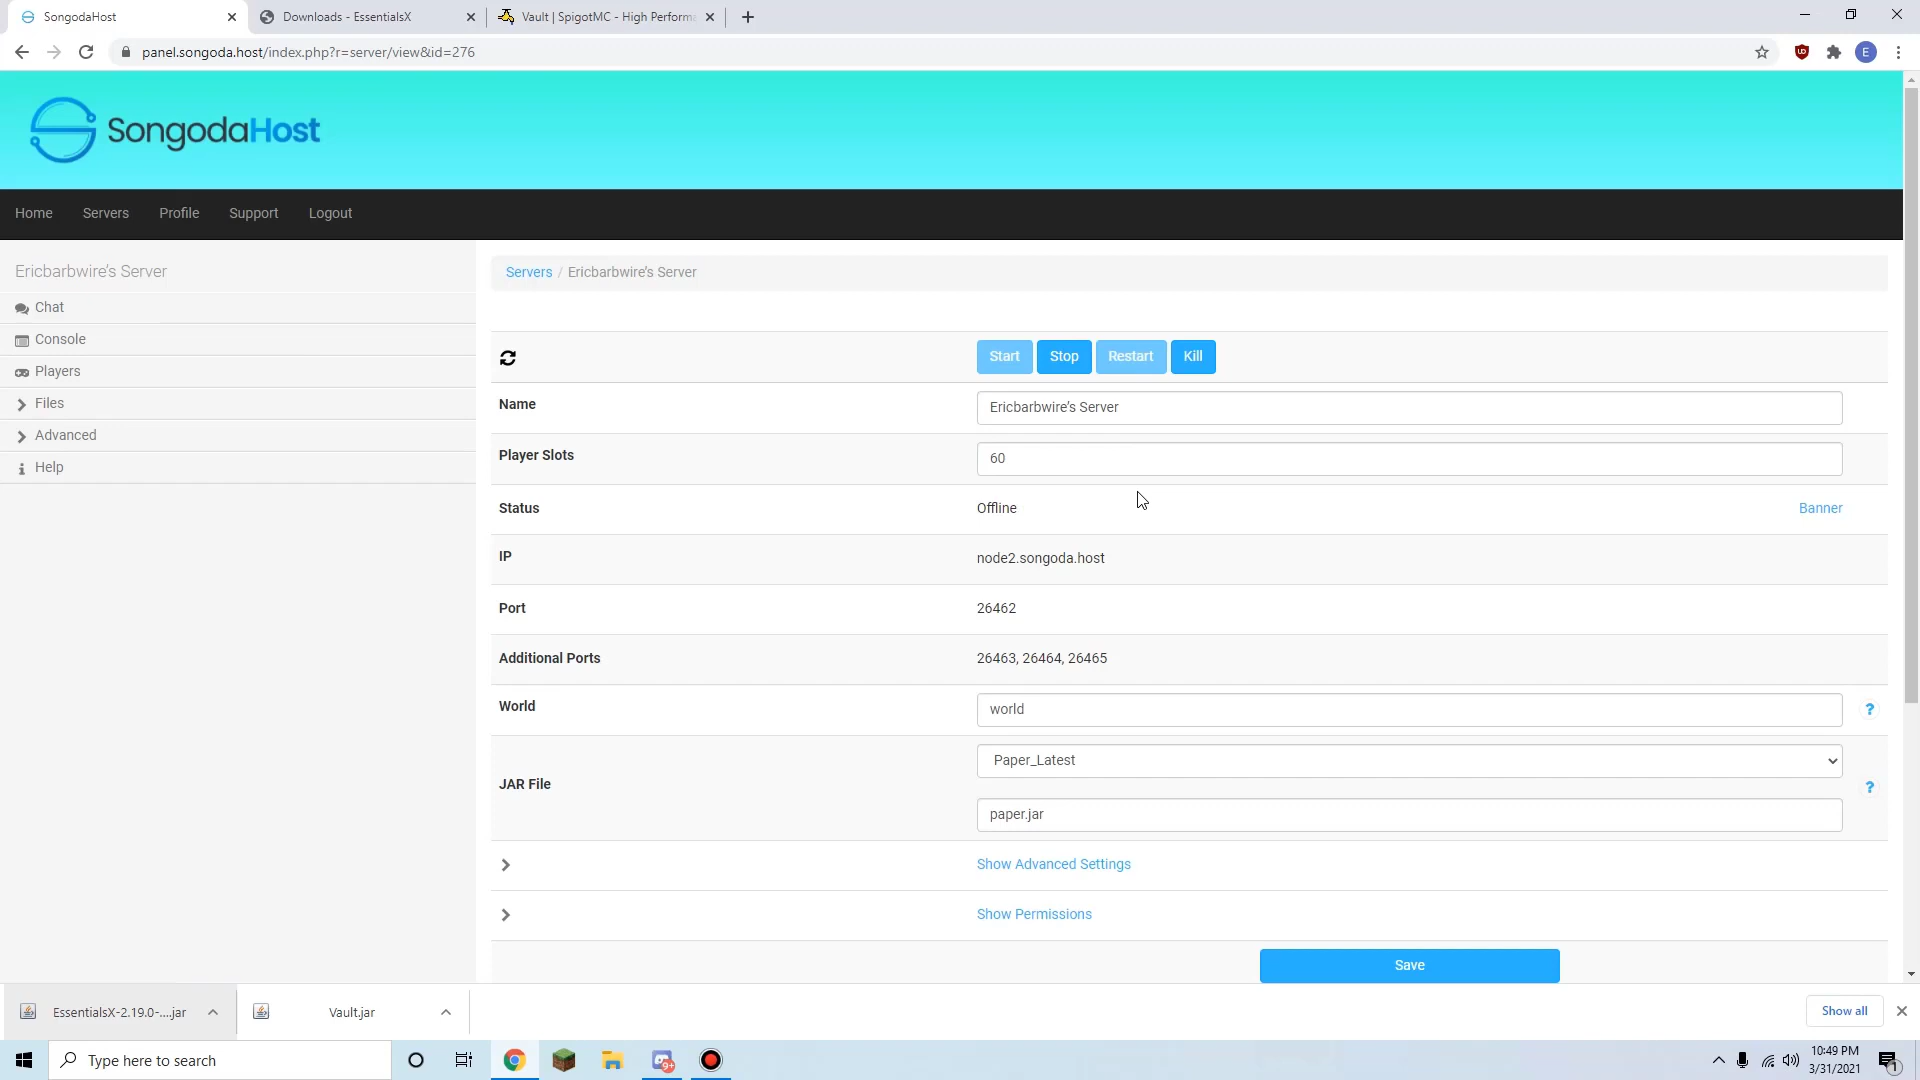 SongodaHost
Downloads - EssentialsX
Vault | SpigotMC - High Perform
panel.songoda.host/index.php?r=server/view&id=276
E
SongodaHost
Home
Servers
Profile
Support
Logout
Ericbarbwire's Server
Chat
Console
Players
Files
Advanced
Help
Servers / Ericbarbwire's Server
Start
Stop
Restart
Kill
Name
Ericbarbwire's Server
Player Slots
60
Status
Offline
Banner
IP
node2.songoda.host
Port
26462
Additional Ports
26463, 26464, 26465
World
world
?
JAR File
Paper_Latest
paper.jar
?
Show Advanced Settings
Show Permissions
Save
EssentialsX-2.19.0-....jar
Vault.jar
Show all
Type here to search
9+
10:49 PM
3/31/2021
1